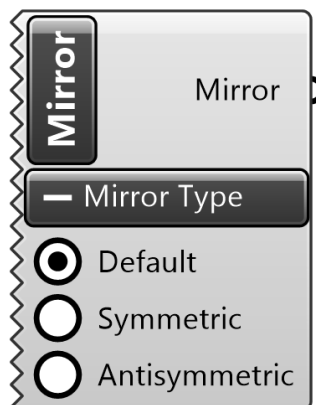 Mirror
Mirror
Mirror Type
Default
Symmetric
Antisymmetric